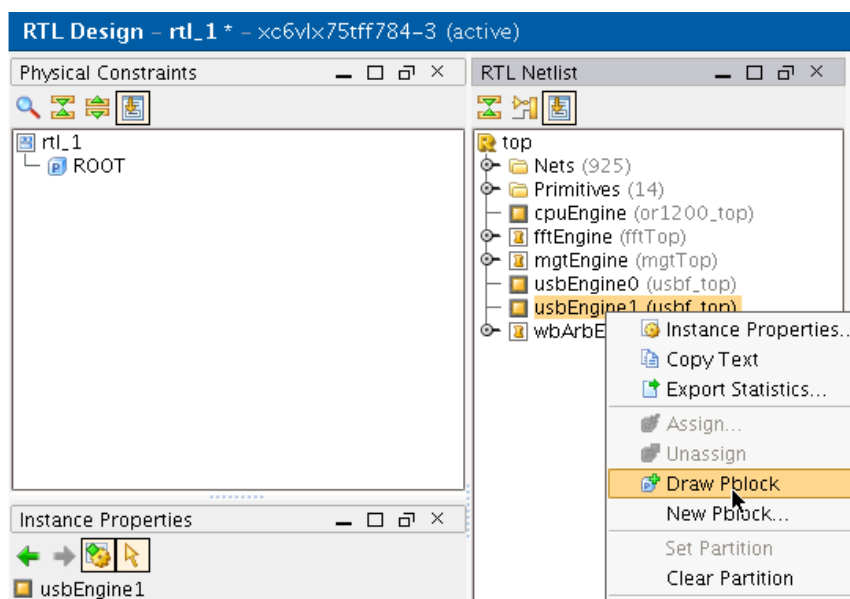 RTL Design - rtl_1 * - xc6vlx75tff784-3 (active)
Physical Constraints
rtl_1
ROOT
RTL Netlist
top
Nets (925)
Primitives (14)
cpuEngine (or1200_top)
fftEngine (fftTop)
mgtEngine (mgtTop)
usbEngine0 (usbf_top)
usbEngine1 (usbf_top)
wbArbE
Instance Properties..
Copy Text
Export Statistics...
Assign...
Unassign
Draw Pblock
New Pblock...
Set Partition
Clear Partition
Instance Properties
usbEngine1